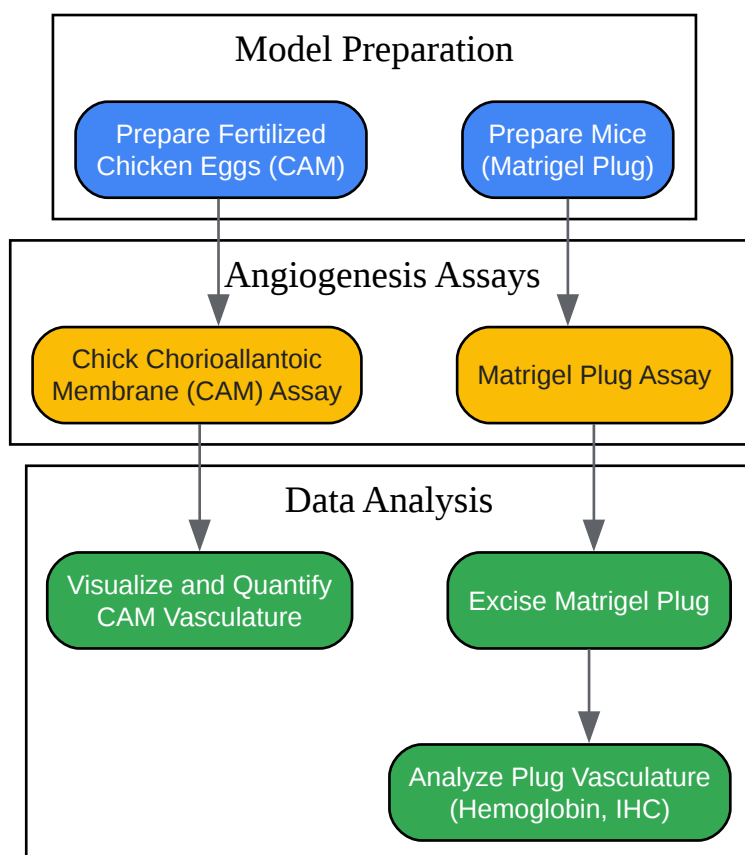 Model Preparation
Prepare Fertilized
Chicken Eggs (CAM)
Prepare Mice
(Matrigel Plug)
Angiogenesis Assays
Chick Chorioallantoic
Membrane (CAM) Assay
Matrigel Plug Assay
Data Analysis
Visualize and Quantify
CAM Vasculature
Excise Matrigel Plug
Analyze Plug Vasculature
(Hemoglobin, IHC)